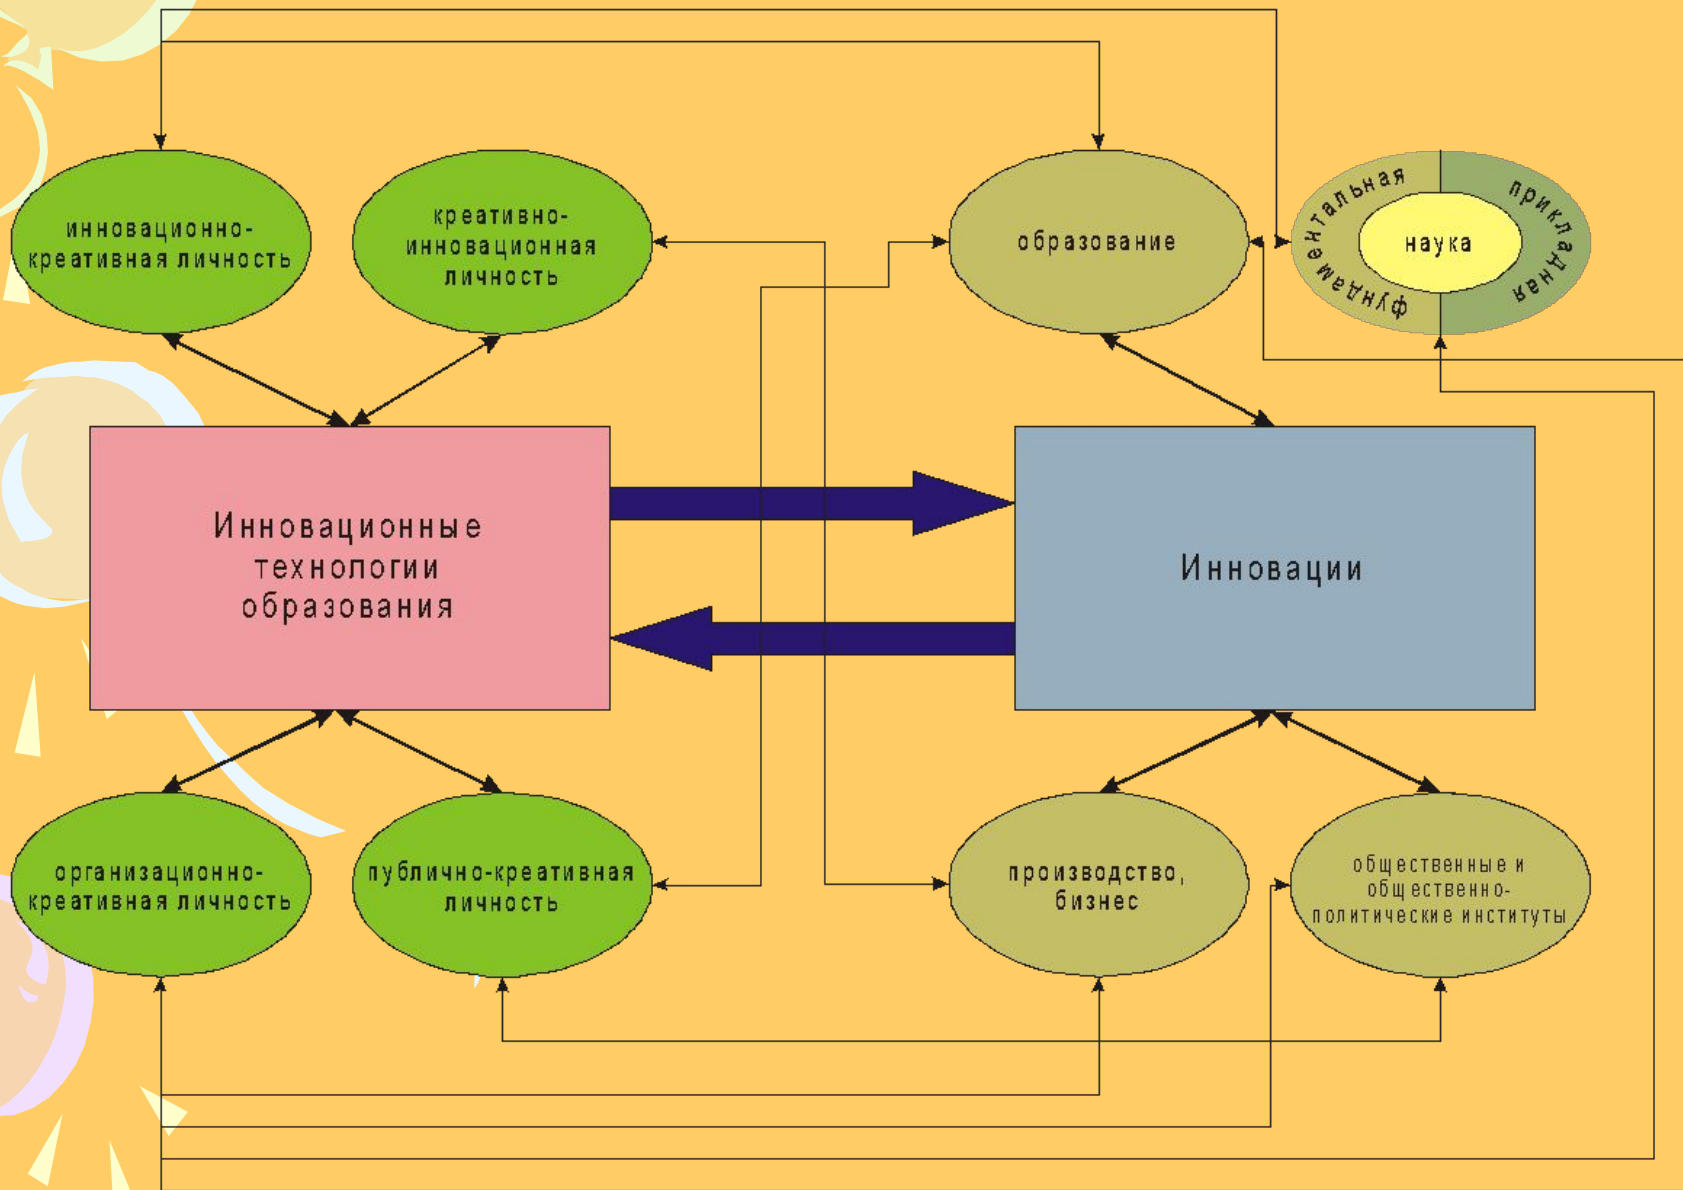 инновационно-
креативная личность
креативно-
инновационная
личность
образование
фундаментальная
прикладная
наука
Инновационные
технологии
образования
Инновации
организационно-
креативная личность
публично-креативная
личность
производство,
бизнес
общественные и
общественно-
политические институты